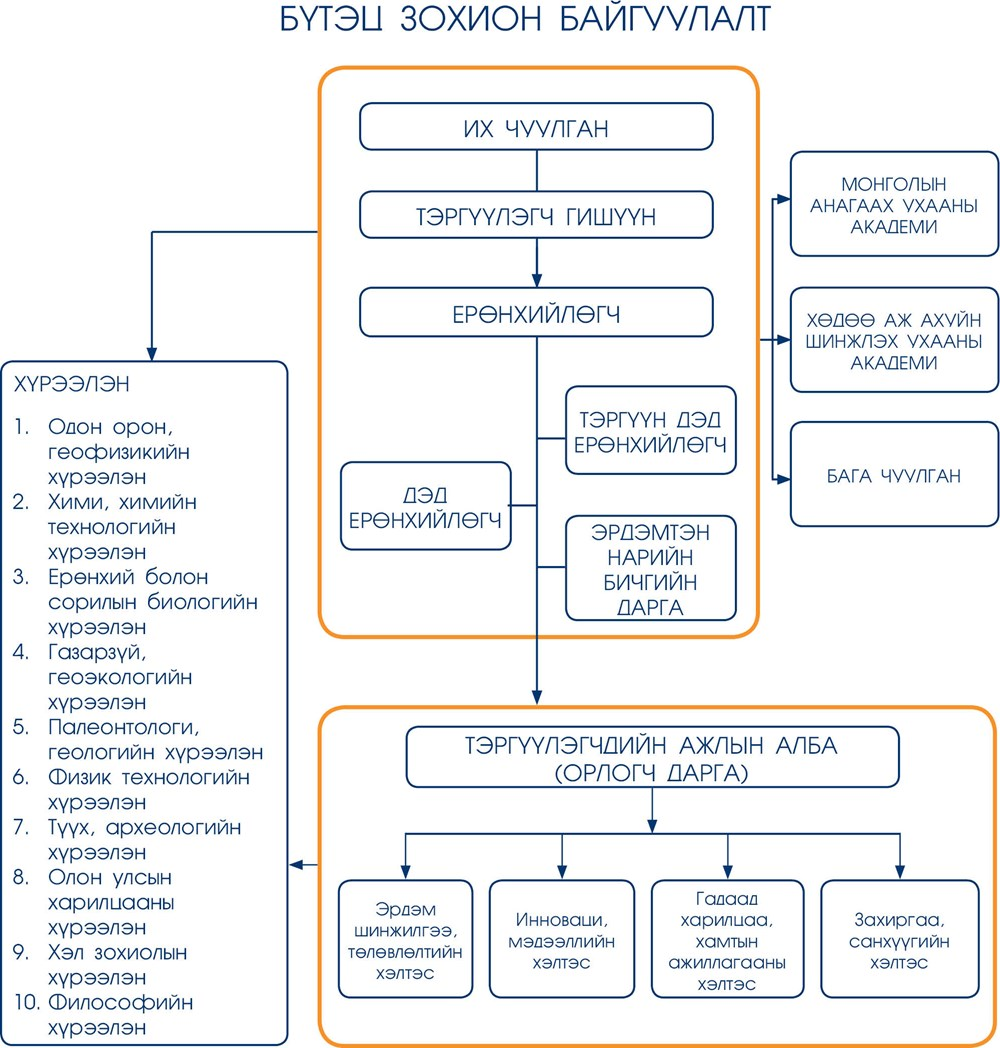 БҮТЭЦ ЗОХИОН БАЙГУУЛАЛТ
ИХ ЧУУЛГАН
ТЭРГҮҮЛЭГЧ ГИШҮҮН
ЕРӨНХИЙЛӨГЧ
ТЭРГҮҮН ДЭД
ЕРӨНХИЙЛӨГЧ
ДЭД
ЕРӨНХИЙЛӨГЧ
ЭРДЭМТЭН
НАРИЙН
БИЧГИЙН
ДАРГА
МОНГОЛЫН
АНАГААХ УХААНЫ
АКАДЕМИ
ХӨДӨӨ АЖ АХУЙН
ШИНЖЛЭХ УХААНЫ
АКАДЕМИ
БАГА ЧУУЛГАН
ХҮРЭЭЛЭН
1. Одон орон,
геофизикийн
хүрээлэн
2. Хими, химийн
технологийн
хүрээлэн
3. Ерөнхий болон
сорилын биологийн
хүрээлэн
4. Газарзүй,
геоэкологийн
хүрээлэн
5. Палеонтологи,
геологийн хүрээлэн
6. Физик технологийн
хүрээлэн
7. Түүх, археологийн
хүрээлэн
8. Олон улсын
харилцааны
хүрээлэн
9. Хэл зохиолын
хүрээлэн
10. Философийн
хүрээлэн
ТЭРГҮҮЛЭГЧДИЙН АЖЛЫН АЛБА
(ОРЛОГЧ ДАРГА)
Эрдэм
шинжилгээ,
төлөвлөлтийн
хэлтэс
Инноваци,
мэдээллийн
хэлтэс
Гадаад
харилцаа,
хамтын
ажиллагааны
хэлтэс
Захиргаа,
санхүүгийн
хэлтэс